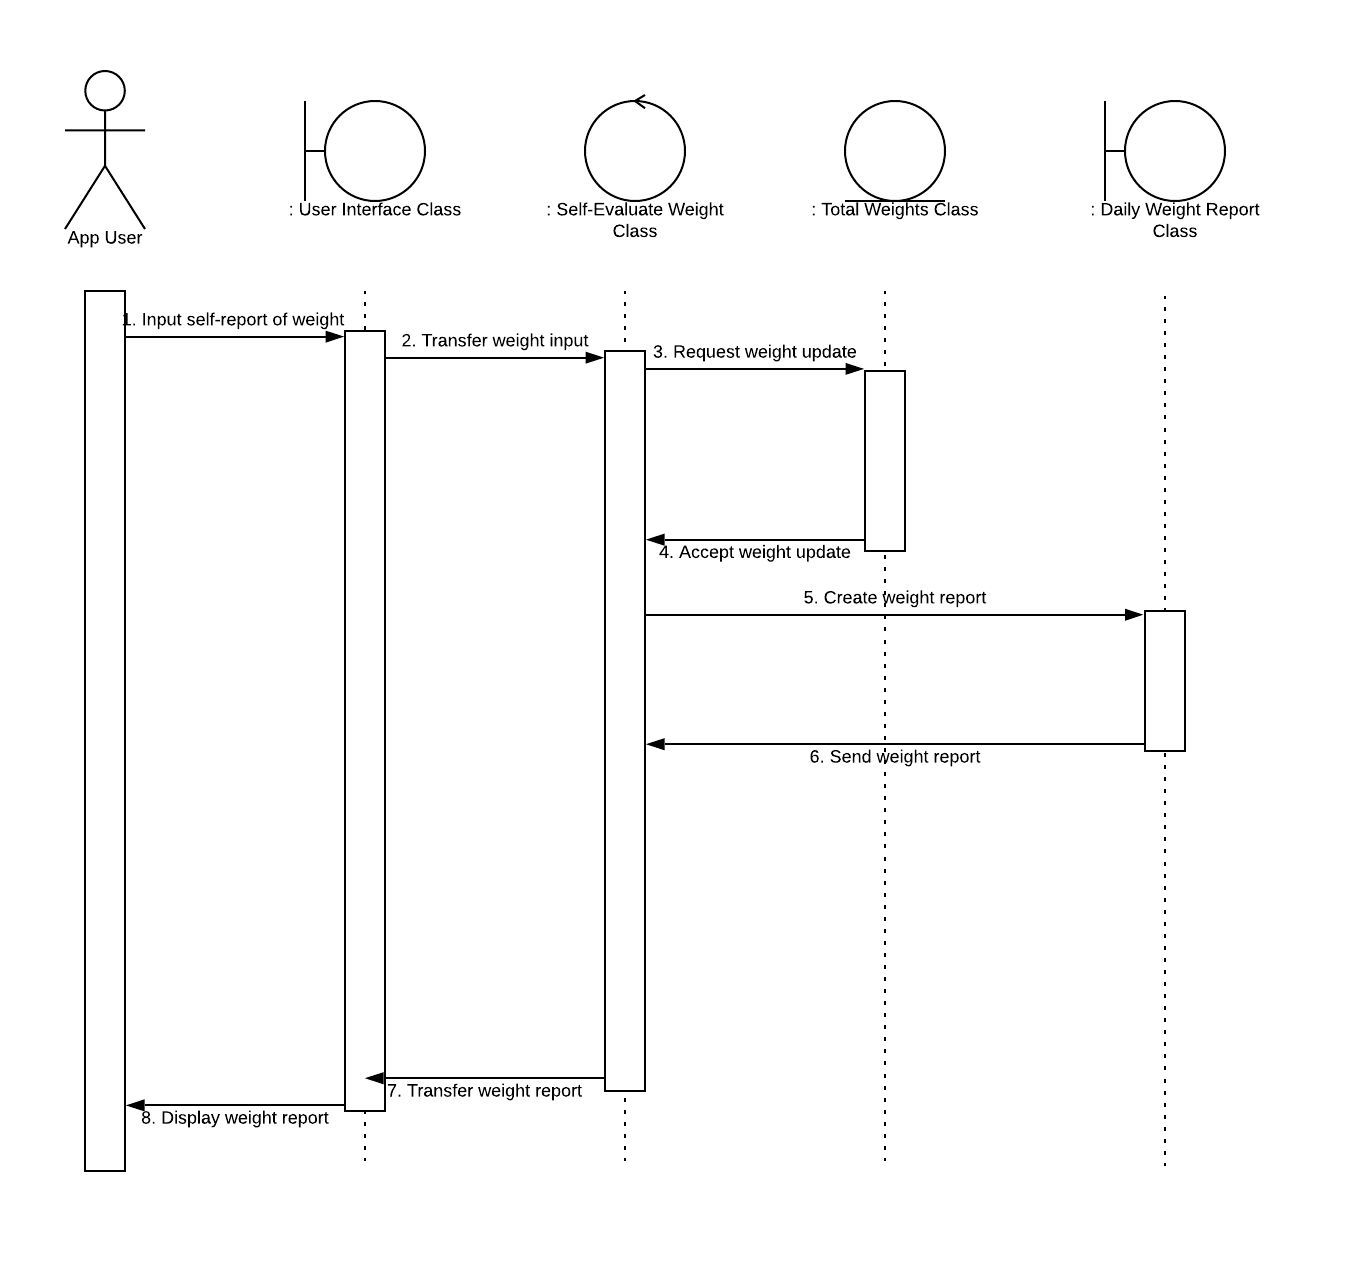 App User
: User Interface Class
: Self-Evaluate Weight
Class
: Total Weights Class
: Daily Weight Report
Class
1. Input self-report of weight
2. Transfer weight input
3. Request weight update
4. Accept weight update
5. Create weight report
6. Send weight report
7. Transfer weight report
8. Display weight report